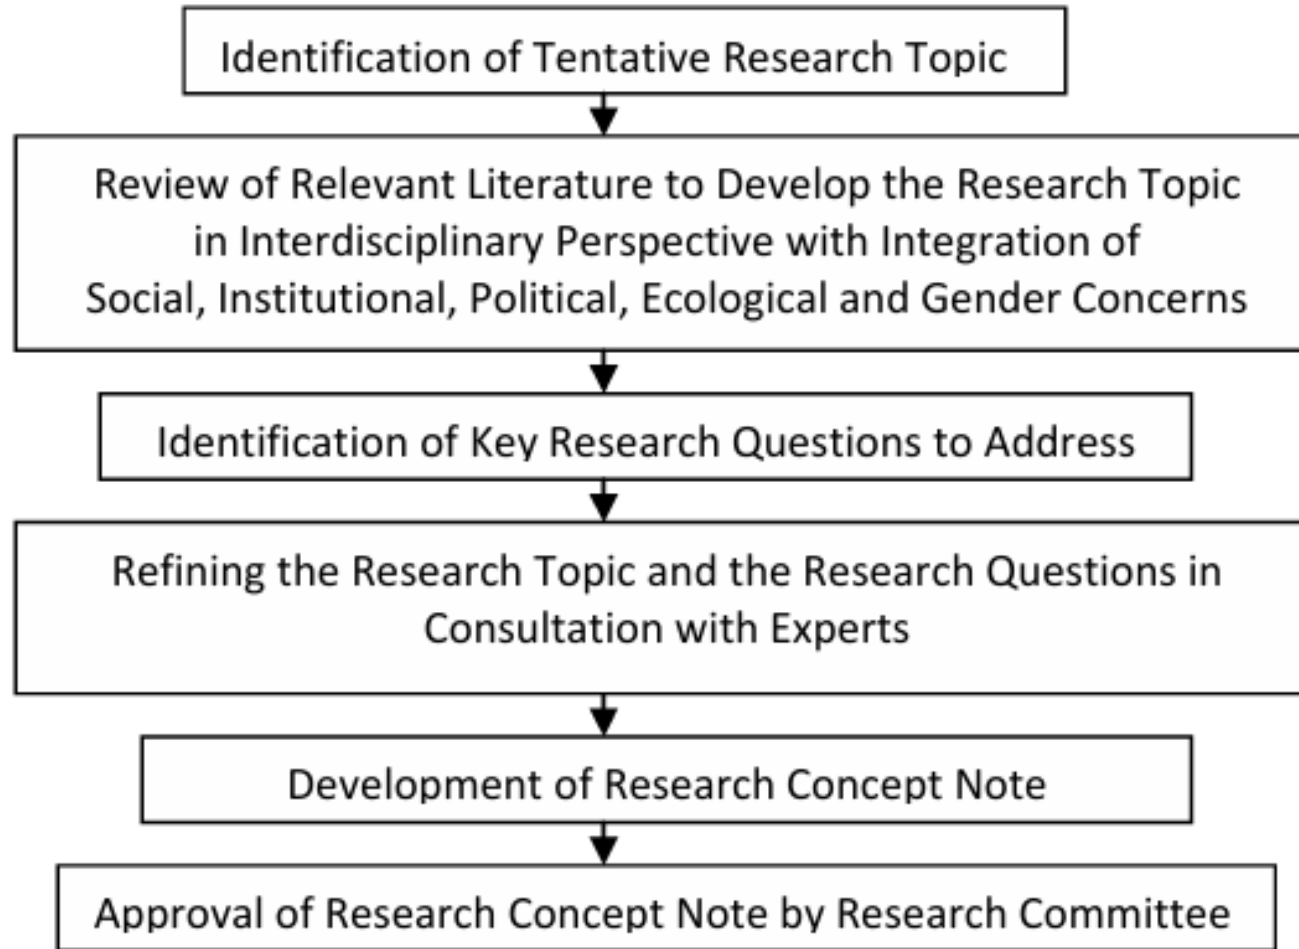 Identification of Tentative Research Topic
Review of Relevant Literature to Develop the Research Topic
in Interdisciplinary Perspective with Integration of
Social, Institutional, Political, Ecological and Gender Concerns
Identification of Key Research Questions to Address
Refining the Research Topic and the Research Questions in
Consultation with Experts
Development of Research Concept Note
Approval of Research Concept Note by Research Committee